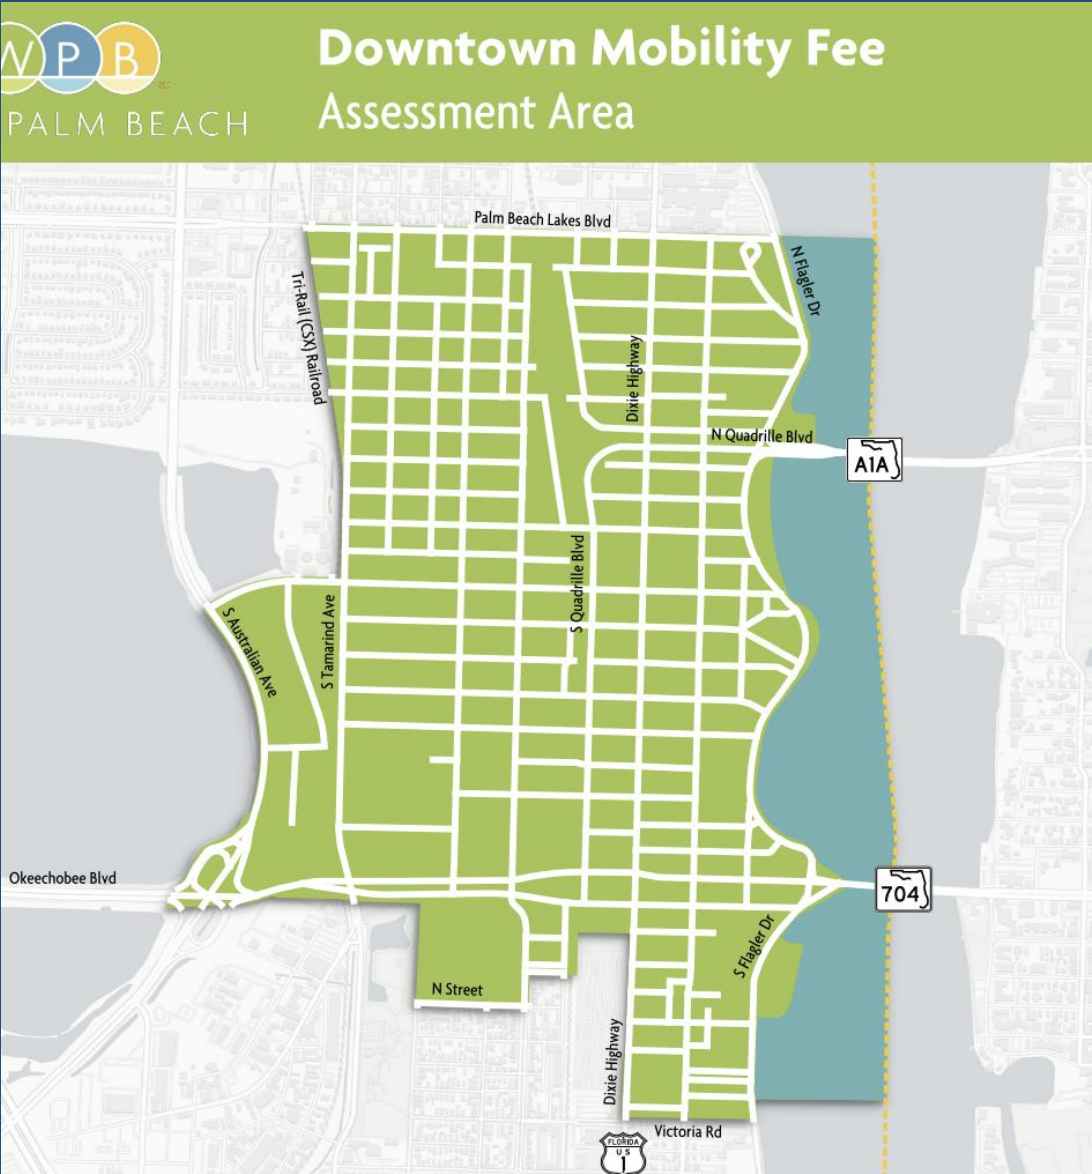 WPB
PALM BEACH
Downtown Mobility Fee
Assessment Area
Palm Beach Lakes Blvd
N Flagler Dr
Tri-Rail (CSX) Railroad
Dixie Highway
N Quadrille Blvd
A1A
S Quadrille Blvd
S Tamarind Ave
S Australian Ave
Okeechobee Blvd
704
S Flagler Dr
N Street
Dixie Highway
Victoria Rd
FLORIDA
US
1